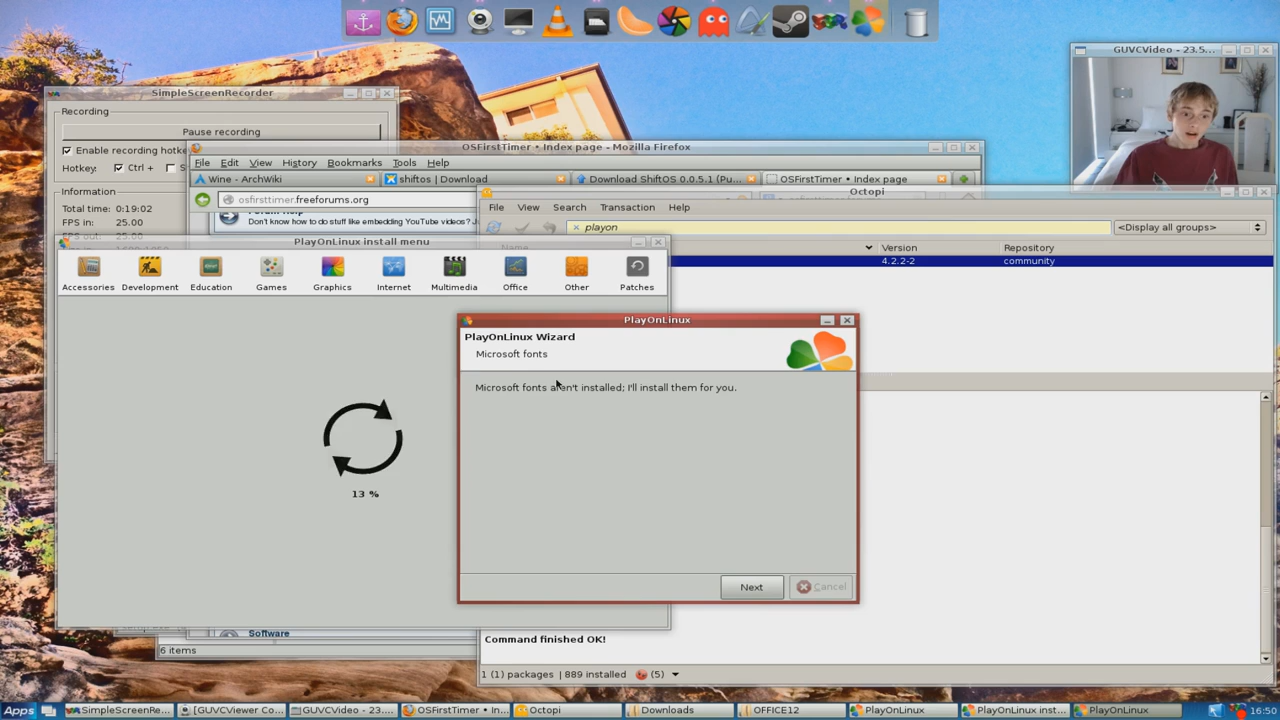 GUVCVideo - 23.5...
SimpleScreenRecorder
Recording
Pause recording
Enable recording hotke
Hotkey: Ctrl + S
Information
Total time: 0:19:02
FPS in: 25.00
25.00
OSFirstTimer • Index page - Mozilla Firefox
File Edit View History Bookmarks Tools Help
Wine - ArchWiki
shiftos | Download
Download ShiftOS 0.0.5.1 (Pu...
OSFirstTimer • Index page
osfirsttimer.freeforums.org
Don't know how to do stuff like embedding YouTube videos?
Octopi
File View Search Transaction Help
playon
<Display all groups>
Name Version Repository
4.2.2-2 community
PlayOnLinux install menu
Accessories Development Education Games Graphics Internet Multimedia Office Other Patches
13 %
PlayOnLinux
PlayOnLinux Wizard
Microsoft fonts
Microsoft fonts aren't installed; I'll install them for you.
Next
Cancel
Software
6 items
Command finished OK!
1 (1) packages | 889 installed (5)
Apps
SimpleScreenRe...
[GUVCViewer Co...
GUVCVideo - 23....
OSFirstTimer • In...
Octopi
Downloads
OFFICE12
PlayOnLinux
PlayOnLinux inst...
PlayOnLinux
16:50